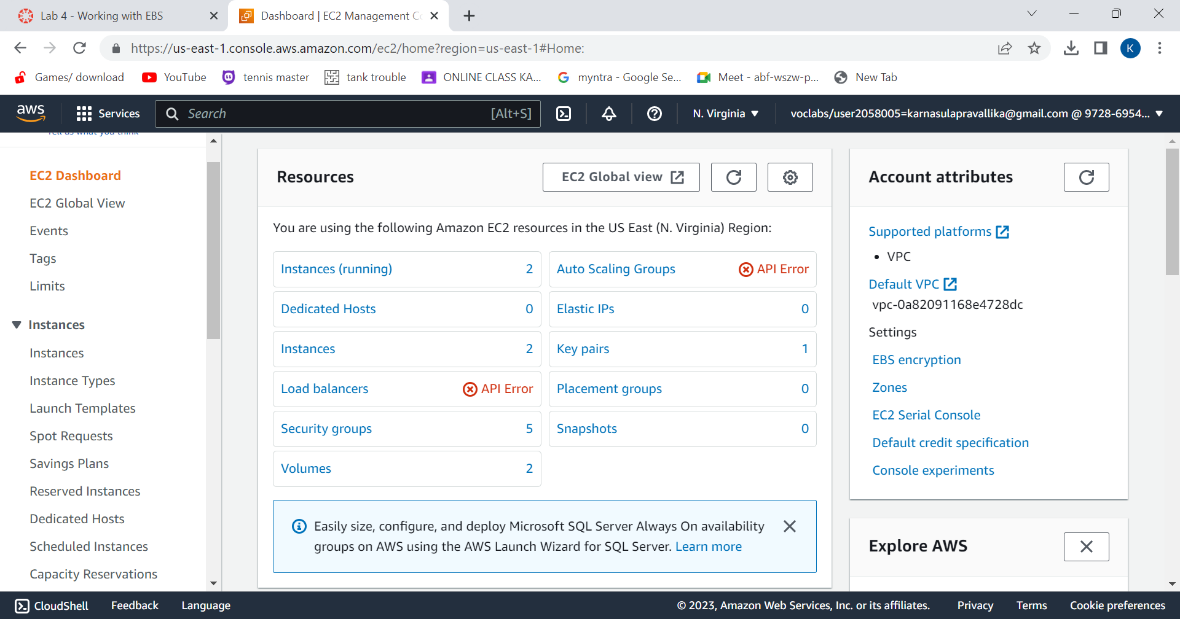 Lab 4 - Working with EBS
Dashboard | EC2 Management C
https://us-east-1.console.aws.amazon.com/ec2/home?region=us-east-1#Home:
K
Games/ download
YouTube
tennis master
tank trouble
ONLINE CLASS KA...
myntra - Google Se...
Meet - abf-wszw-p...
New Tab
aws
Services
Search
[Alt+S]
N. Virginia
voclabs/user2058005=karnasulapravallika@gmail.com @ 9728-6954...
Tell us what you think
EC2 Dashboard
EC2 Global View
Events
Tags
Limits
Instances
Instances
Instance Types
Launch Templates
Spot Requests
Savings Plans
Reserved Instances
Dedicated Hosts
Scheduled Instances
Capacity Reservations
Resources
EC2 Global view
You are using the following Amazon EC2 resources in the US East (N. Virginia) Region:
Instances (running) 2
Auto Scaling Groups API Error
Dedicated Hosts 0
Elastic IPs 0
Instances 2
Key pairs 1
Load balancers API Error
Placement groups 0
Security groups 5
Snapshots 0
Volumes 2
Easily size, configure, and deploy Microsoft SQL Server Always On availability
groups on AWS using the AWS Launch Wizard for SQL Server. Learn more
Account attributes
Supported platforms
• VPC
Default VPC
vpc-0a82091168e4728dc
Settings
EBS encryption
Zones
EC2 Serial Console
Default credit specification
Console experiments
Explore AWS
CloudShell
Feedback
Language
© 2023, Amazon Web Services, Inc. or its affiliates.
Privacy
Terms
Cookie preferences